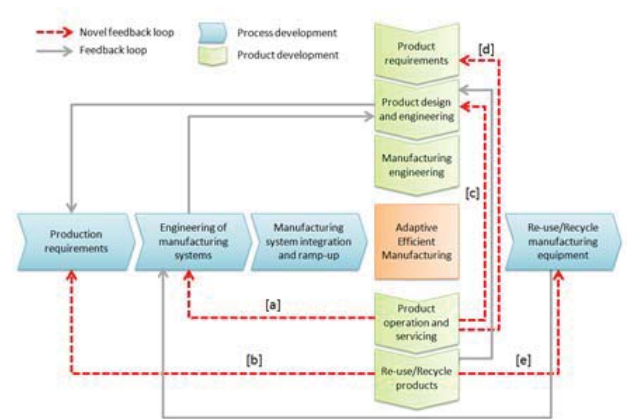 Novel feedback loop
Feedback loop
Process development
Product development
Product
requirements
[d]
Product design
and engineering
Manufacturing
engineering
[c]
Production
requirements
Engineering of
manufacturing
systems
Manufacturing
system integration
and ramp-up
Adaptive
Efficient
Manufacturing
Re-use/Recycle
manufacturing
equipment
[a]
Product
operation and
servicing
[b]
Re-use/Recycle
products
[e]